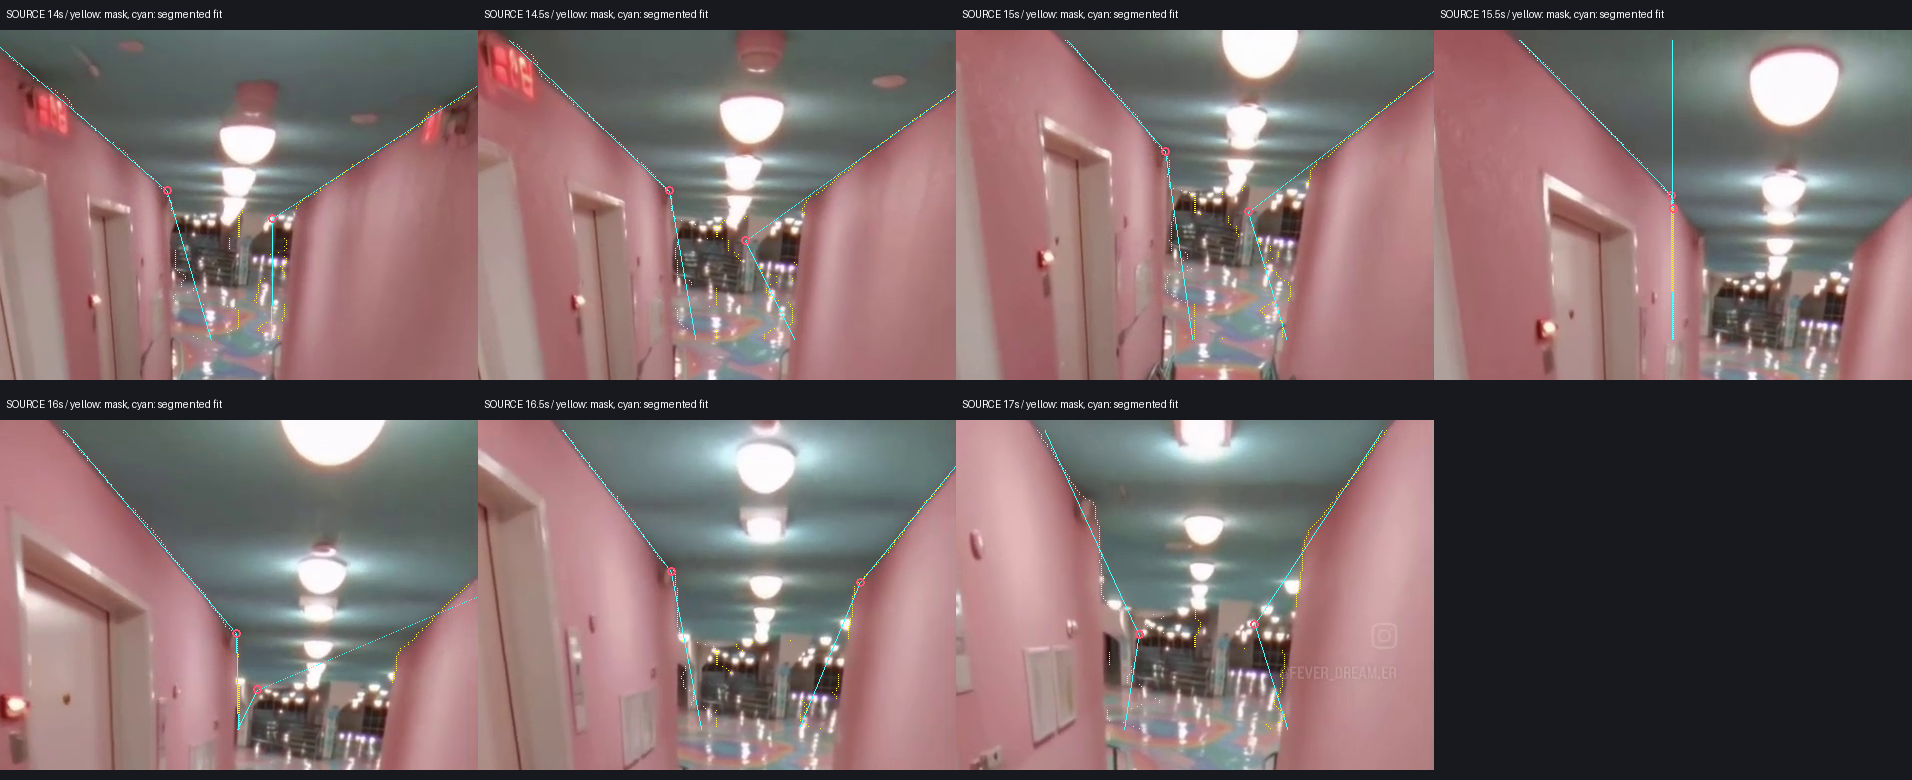 SOURCE 14s / yellow: mask, cyan: segmented fit
SOURCE 14.5s / yellow: mask, cyan: segmented fit
SOURCE 15s / yellow: mask, cyan: segmented fit
SOURCE 15.5s / yellow: mask, cyan: segmented fit
SOURCE 16s / yellow: mask, cyan: segmented fit
SOURCE 16.5s / yellow: mask, cyan: segmented fit
SOURCE 17s / yellow: mask, cyan: segmented fit
FEVER_DREAM.ER